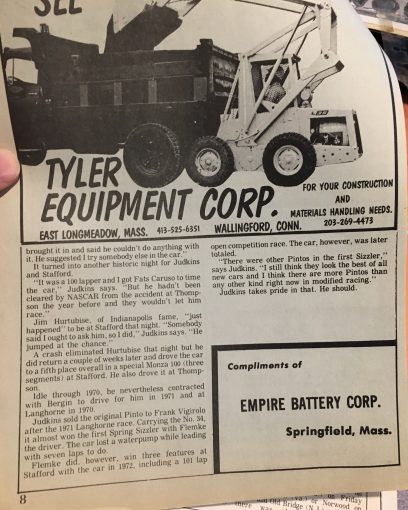 SEE
TYLER
EQUIPMENT CORP.
FOR YOUR CONSTRUCTION
AND
MATERIALS HANDLING NEEDS.
EAST LONGMEADOW, MASS. 413-525-6351
WALLINGFORD, CONN. 203-269-4473
brought it in and said he couldn't do anything with
it. He suggested I try somebody else in the car."
It turned into another historic night for Judkins
and Stafford.
"It was a 100 lapper and I got Fats Caruso to time
the car," Judkins says. "But he hadn't been
cleared by NASCAR from the accident at Thomp-
son the year before and they wouldn't let him
race."
Jim Hurtubise, of Indianapolis fame, "just
happened" to be at Stafford that night. "Somebody
said I ought to ask him, so I did," Judkins says. "He
jumped at the chance."
A crash eliminated Hurtubise that night but he
did return a couple of weeks later and drove the car
to a fifth place overall in a special Monza 100 (three
segments) at Stafford. He also drove it at Thomp-
son.
Idle through 1970, he nevertheless contracted
with Bergin to drive for him in 1971 and at
Langhorne in 1970.
Judkins sold the original Pinto to Frank Vigirolo
after the 1971 Langhorne race. Carrying the No. 34,
it almost won the first Spring Sizzler with Flemke
the driver. The car lost a waterpump while leading
with seven laps to do.
Flemke did, however, win three features at
Stafford with the car in 1972, including a 101 lap
open competition race. The car, however, was later
totaled.
"There were other Pintos in the first Sizzler,"
says Judkins. "I still think they look the best of all
new cars and I think there are more Pintos than
any other kind right now in modified racing."
Judkins takes pride in that. He should.
Compliments of
EMPIRE BATTERY CORP.
Springfield, Mass.
8
on Friday
or Norwood on
Old Bridge (N.J.
there was